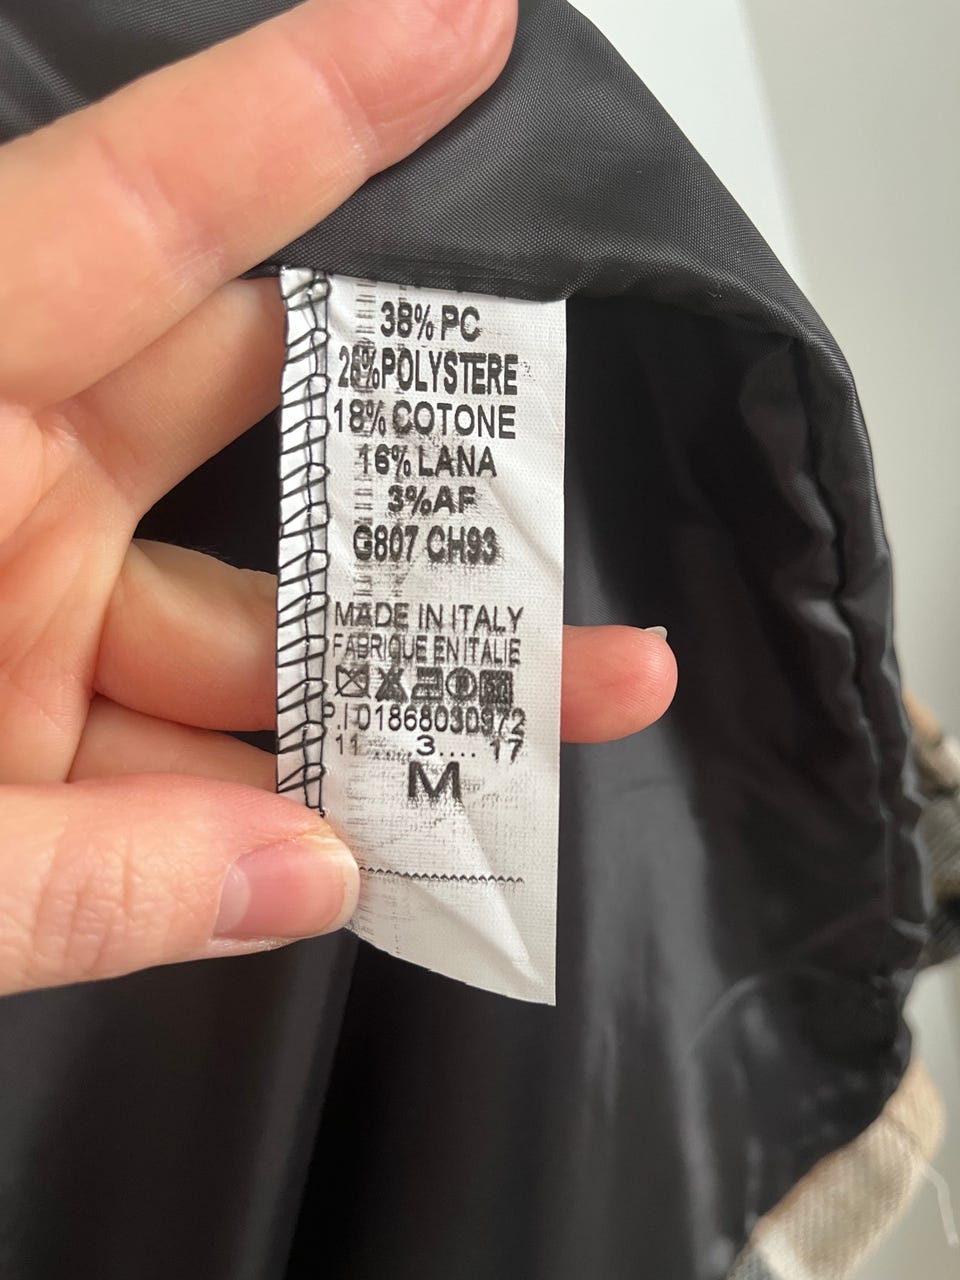 38% PC
POLYSTERE
18% COTONE
16% LANA
3%AF
G807 CH93
MADE IN ITALY
FABRIQUE EN ITALIE
P.I 01868030972
11 .... 3.... 17
M